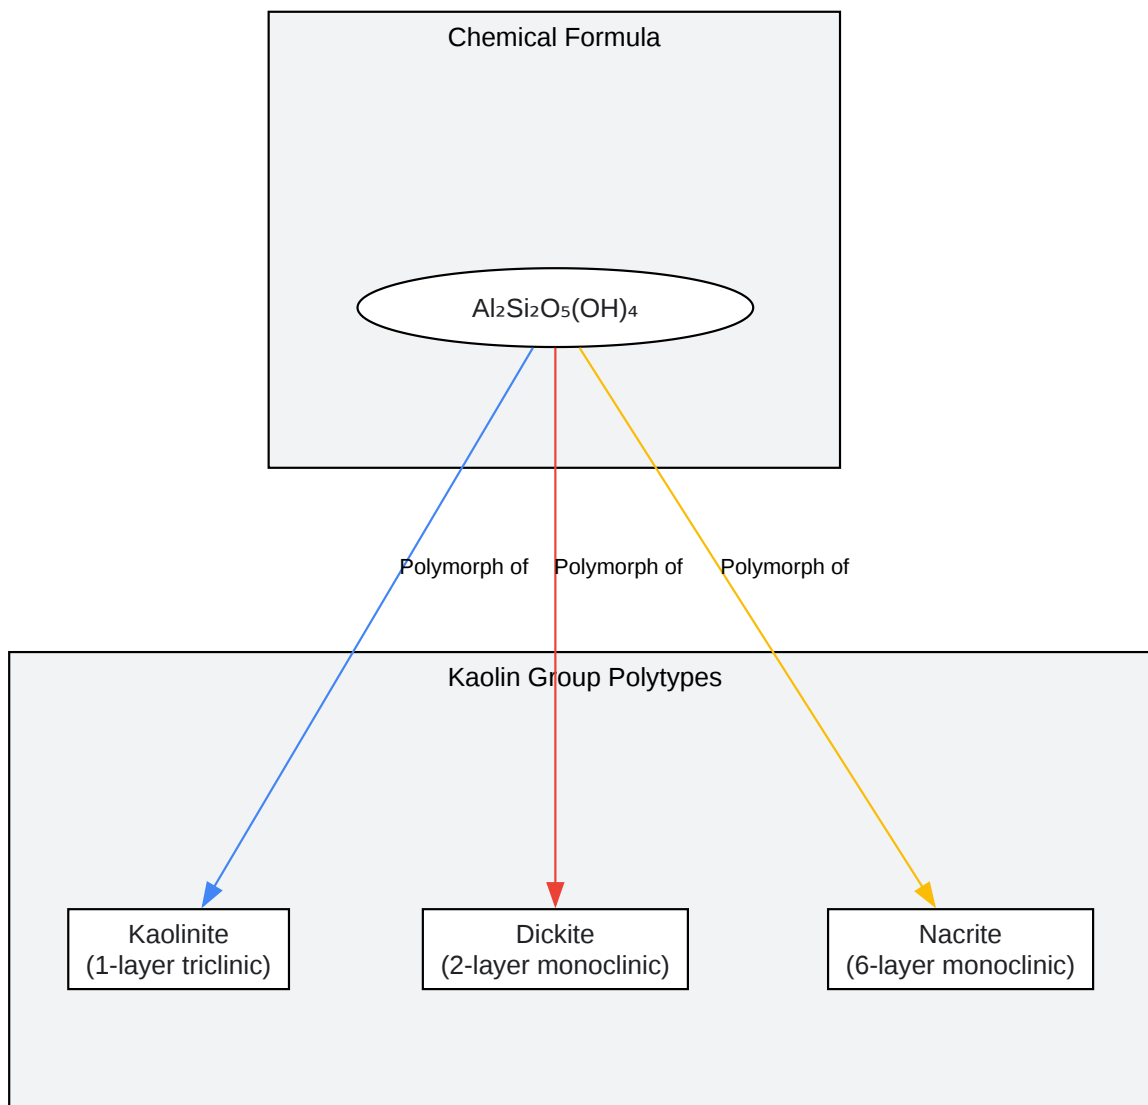 Chemical Formula
Al₂Si₂O₅(OH)₄
Polymorph of
Polymorph of
Polymorph of
Kaolin Group Polytypes
Kaolinite
(1-layer triclinic)
Dickite
(2-layer monoclinic)
Nacrite
(6-layer monoclinic)